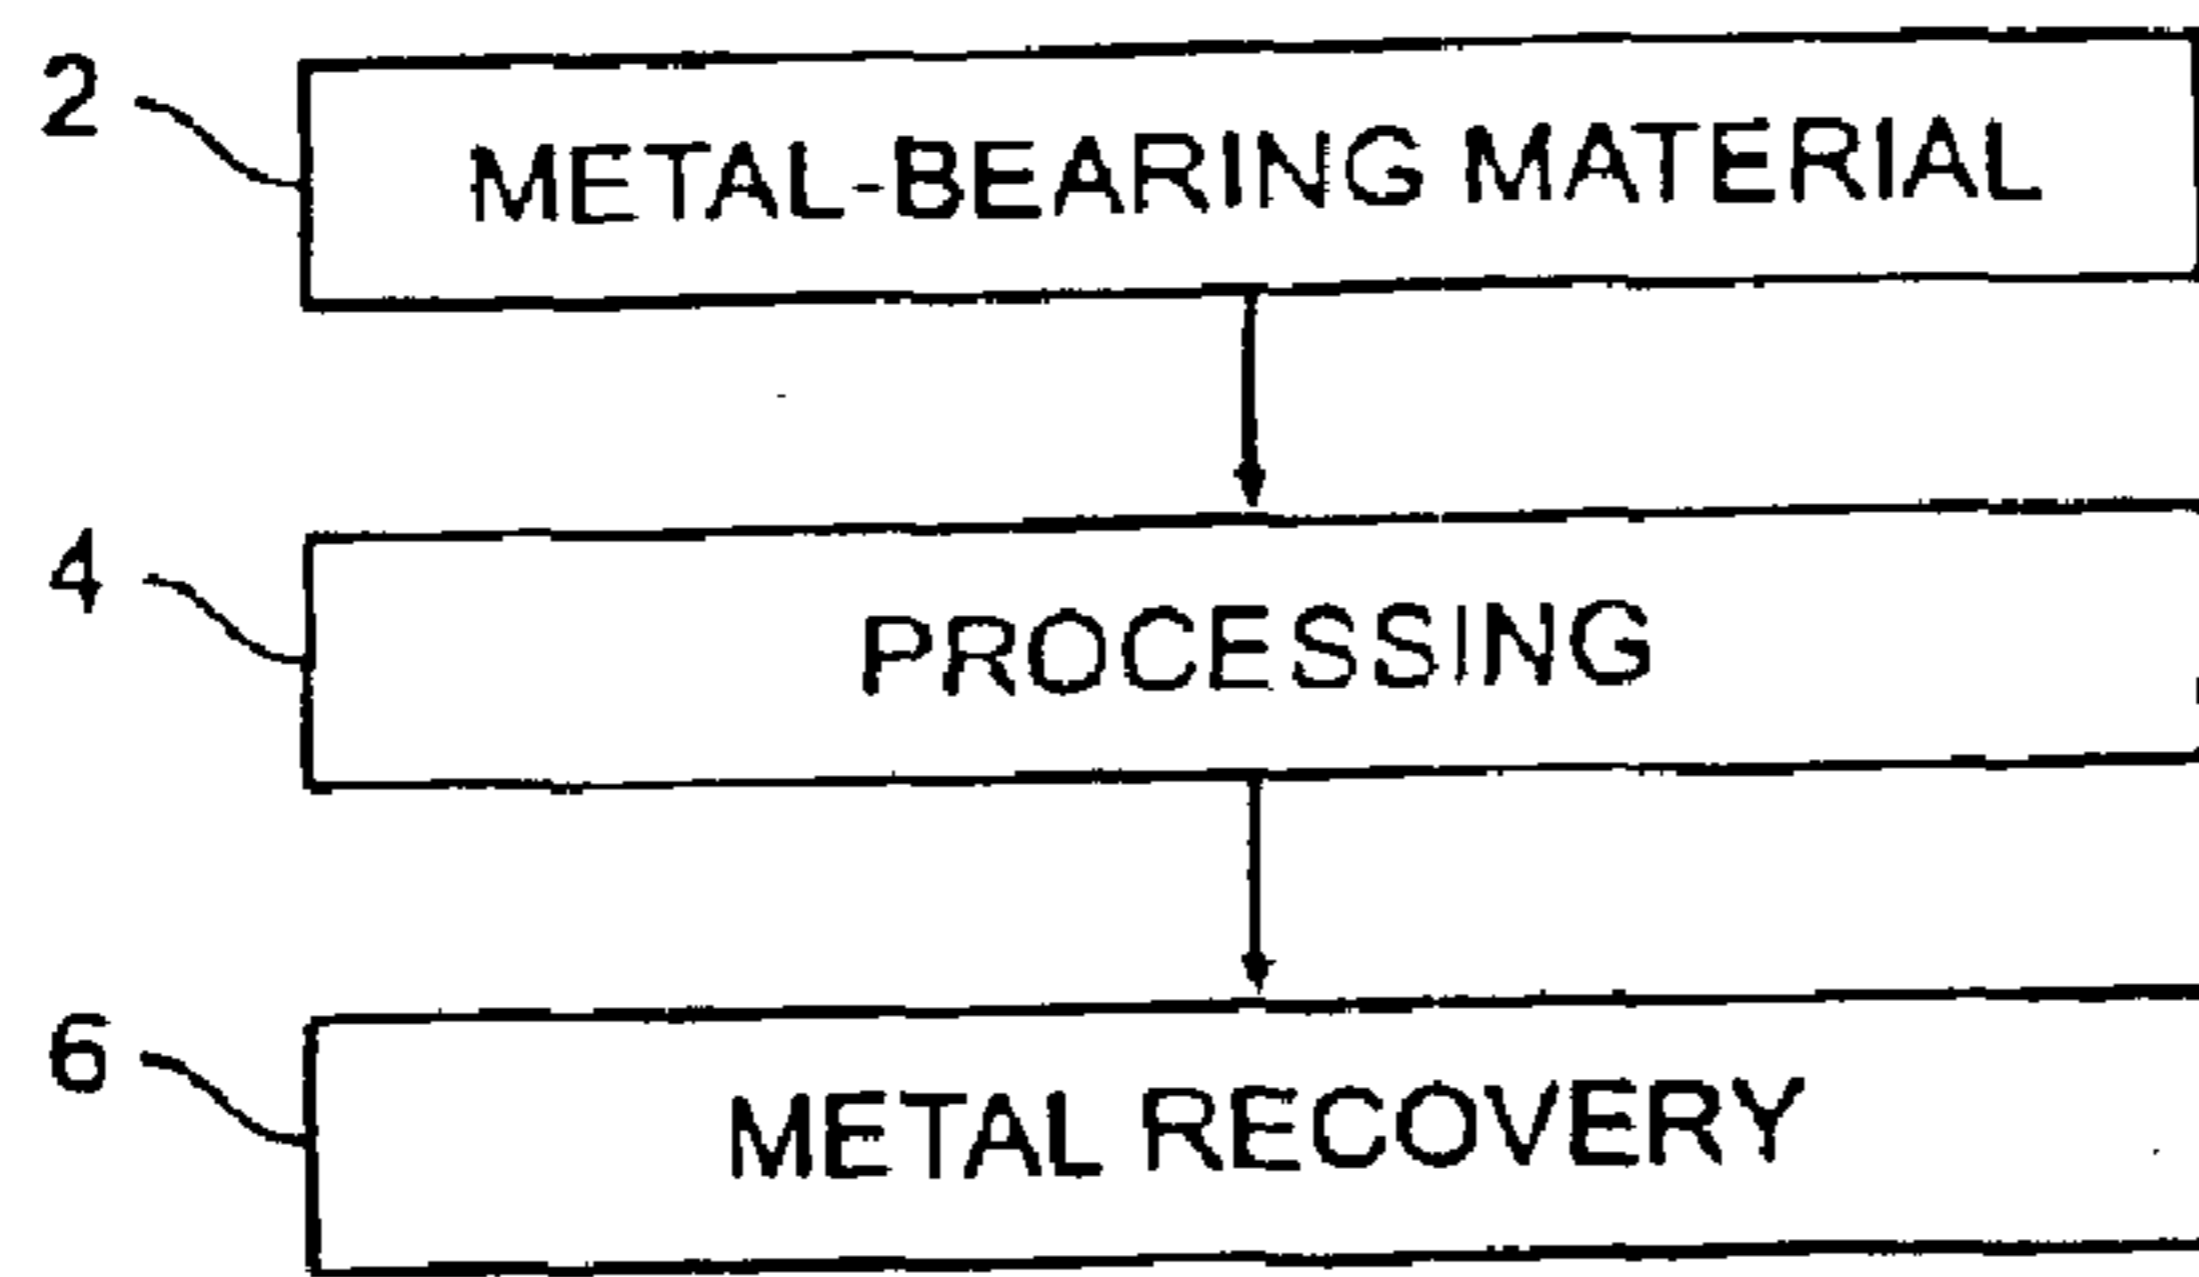 2
METAL-BEARING MATERIAL
4
PROCESSING
6
METAL RECOVERY